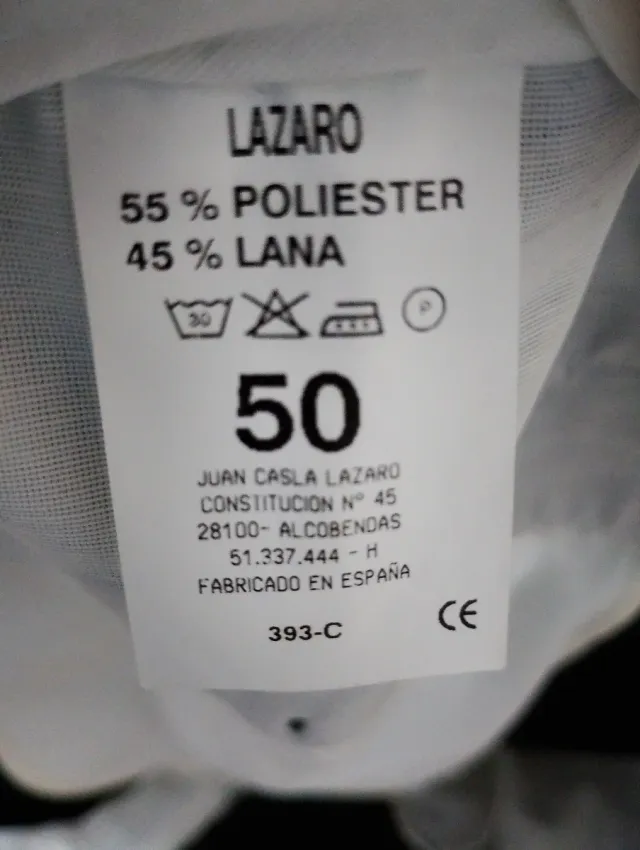 LAZARO
55 % POLIESTER
45 % LANA
30 P
50
JUAN CASLA LAZARO
CONSTITUCION Nº 45
28100- ALCOBENDAS
51.337.444 - H
FABRICADO EN ESPAÑA
393-C CE